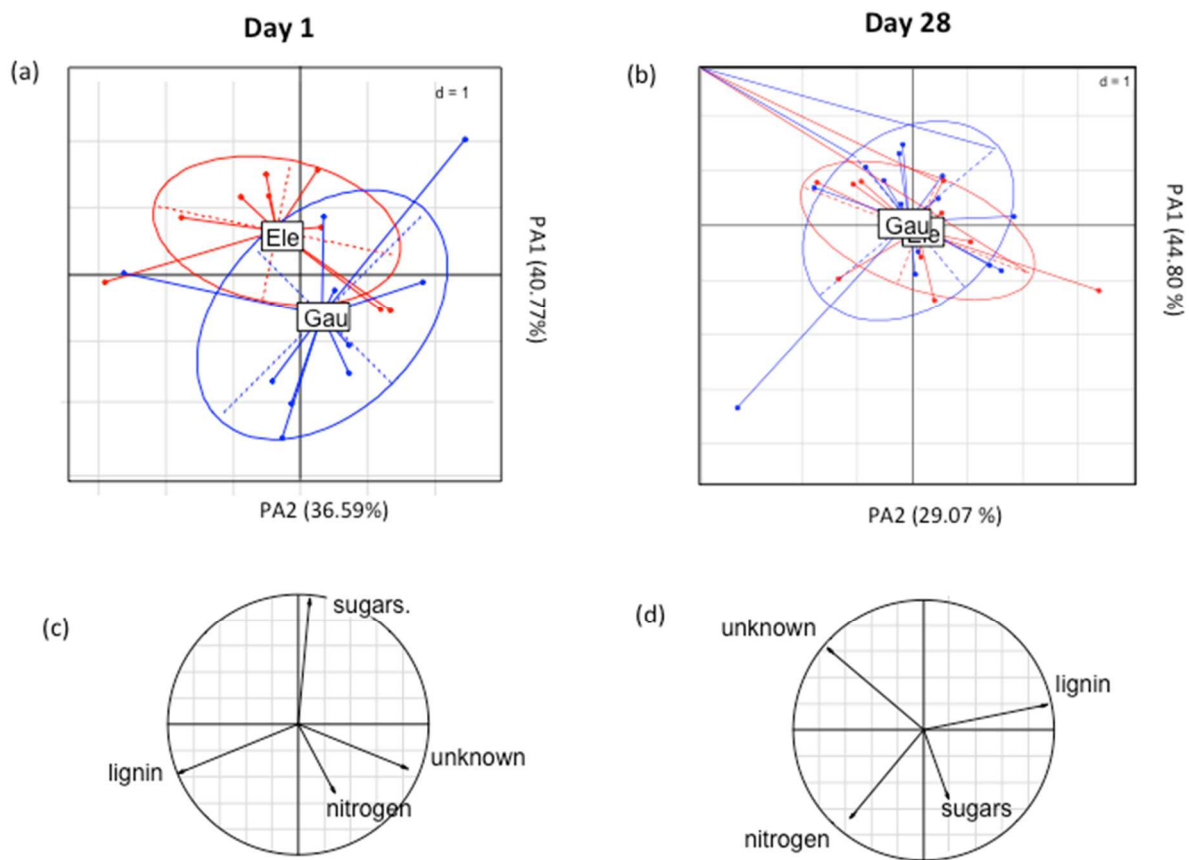 Day 1
Day 28
(a)
d = 1
Ele
Gau
PA1 (40.77%)
PA2 (36.59%)
(b)
d = 1
Gau
Ele
PA1 (44.80 %)
PA2 (29.07 %)
(c)
sugars.
lignin
unknown
nitrogen
(d)
unknown
lignin
nitrogen
sugars